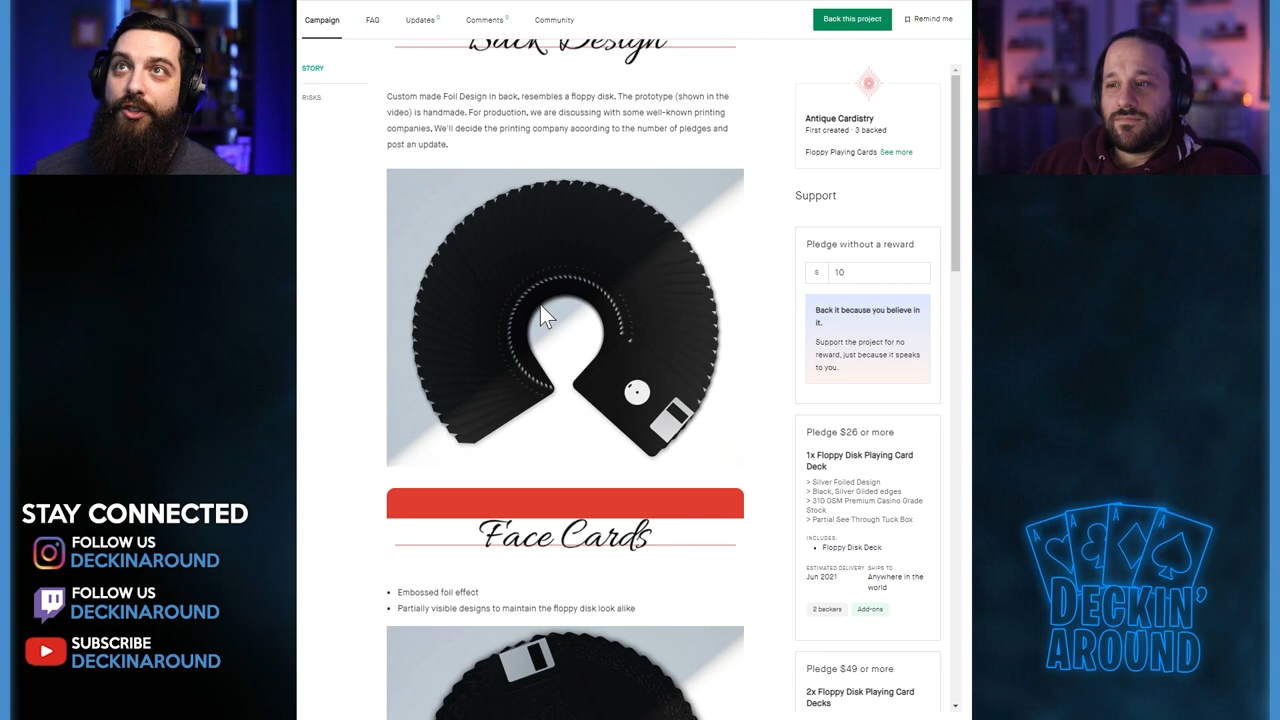 Campaign
FAQ
Updates 0
Comments 0
Community
Back this project
Remind me
STORY
RISKS
Back Design
Custom made Foil Design in back, resembles a floppy disk. The prototype (shown in the
video) is handmade. For production, we are discussing with some well-known printing
companies. We'll decide the printing company according to the number of pledges and
post an update.
Face Cards
• Embossed foil effect
• Partially visible designs to maintain the floppy disk look alike
Antique Cardistry
First created · 3 backed
Floppy Playing Cards See more
Support
Pledge without a reward
$ 10
Back it because you believe in
it.
Support the project for no
reward, just because it speaks
to you.
Pledge $26 or more
1x Floppy Disk Playing Card
Deck
> Silver Foiled Design
> Black, Silver Gilded edges
> 310 GSM Premium Casino Grade
Stock
> Partial See Through Tuck Box
INCLUDES:
• Floppy Disk Deck
ESTIMATED DELIVERY
Jun 2021
SHIPS TO
Anywhere in the
world
2 backers
Add-ons
Pledge $49 or more
2x Floppy Disk Playing Card
Decks
STAY CONNECTED
FOLLOW US
DECKINAROUND
FOLLOW US
DECKINAROUND
SUBSCRIBE
DECKINAROUND
A A A A
DECKIN'
AROUND